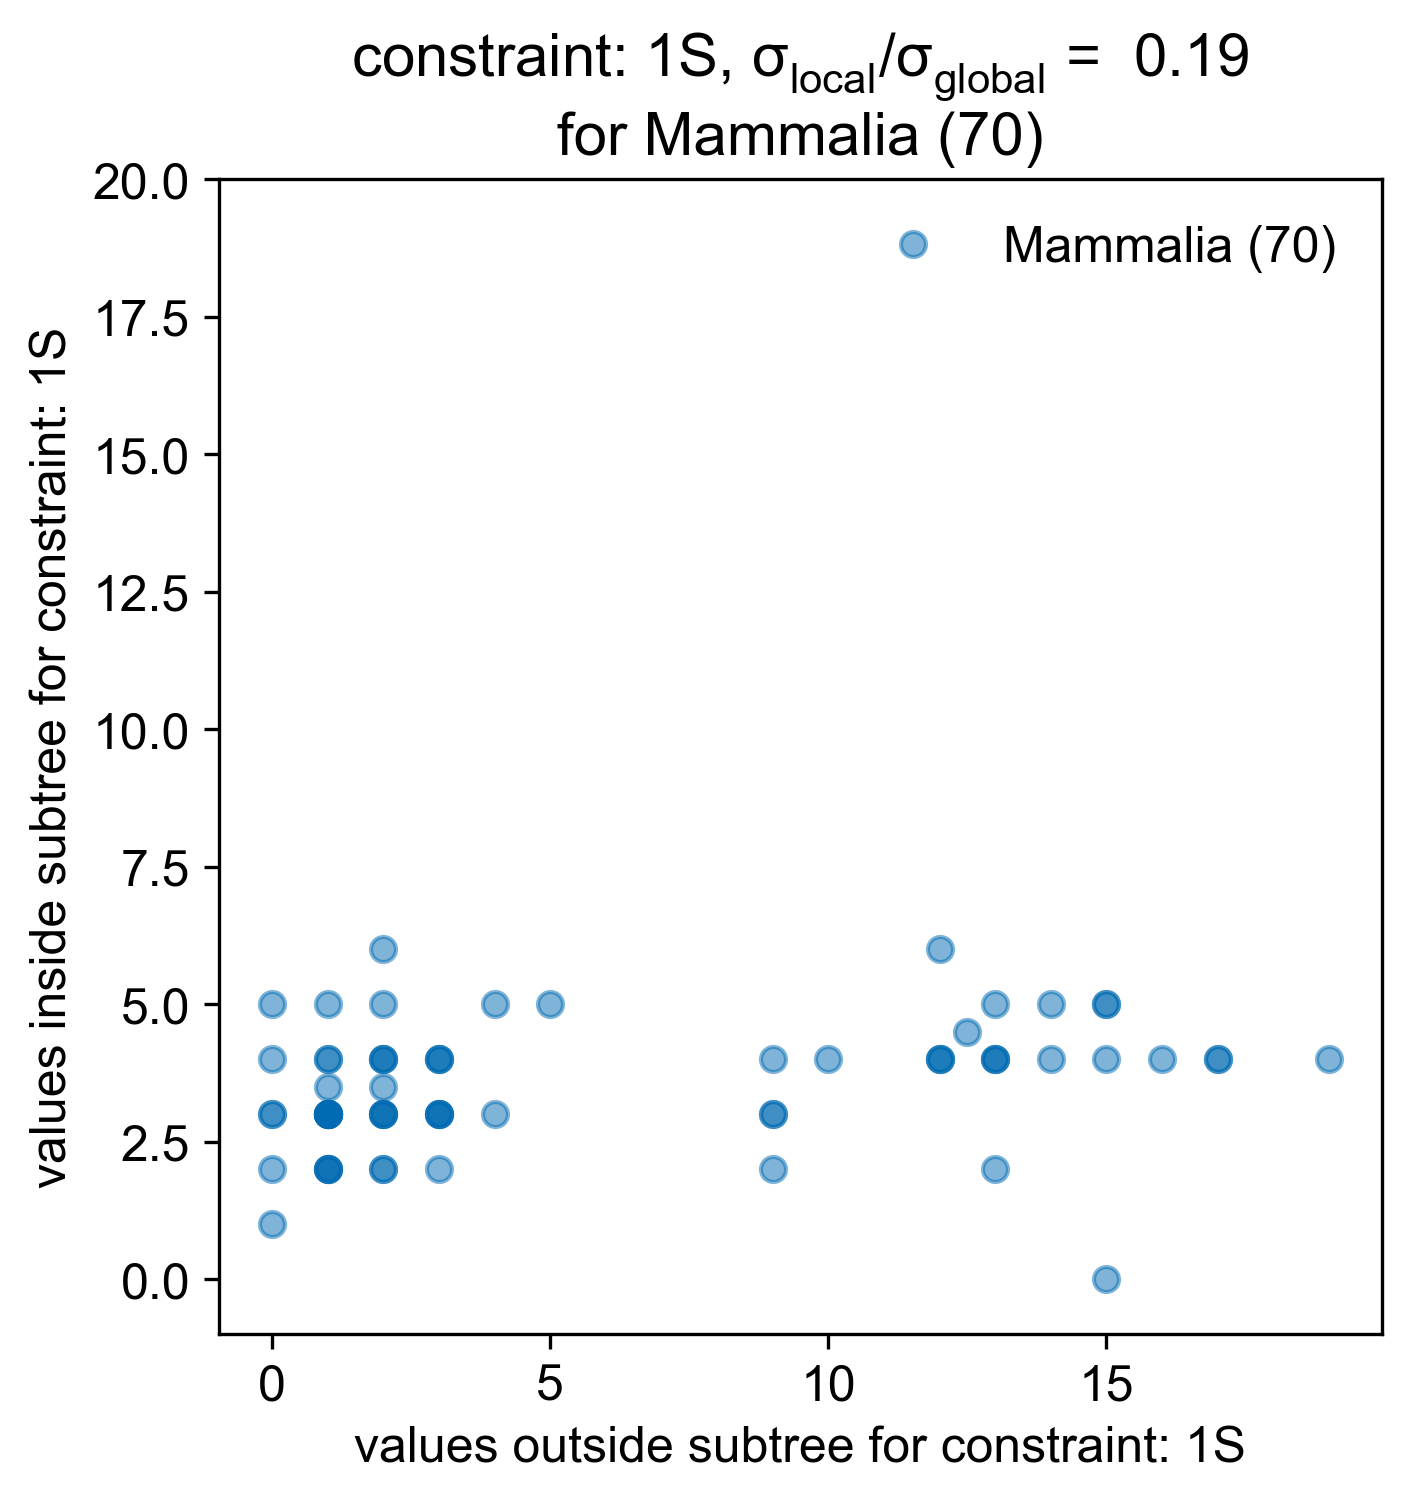 constraint: 1S, σlocal/σglobal = 0.19
for Mammalia (70)
20.0
17.5
15.0
12.5
10.0
7.5
5.0
2.5
0.0
values inside subtree for constraint: 1S
Mammalia (70)
0 5 10 15
values outside subtree for constraint: 1S